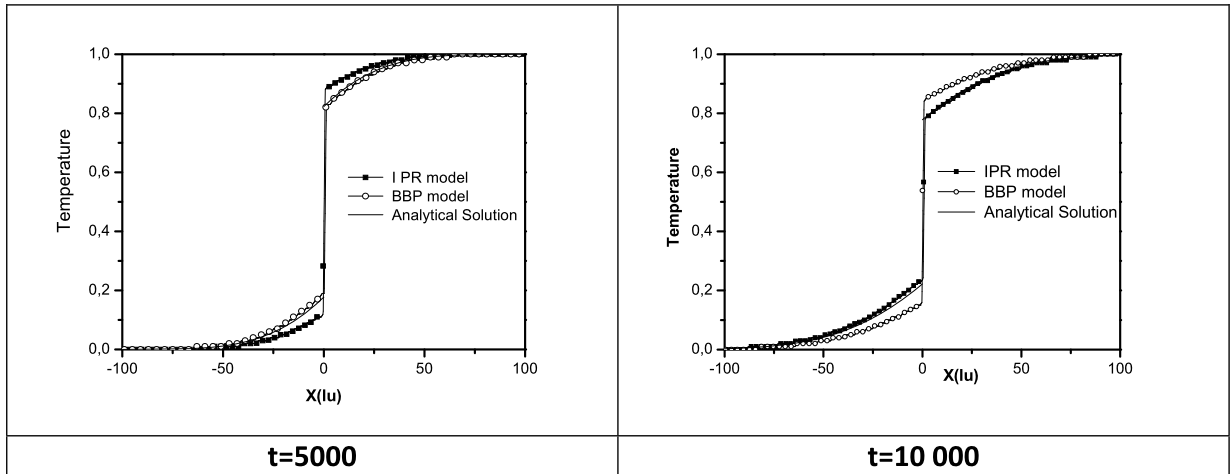 1,0
0,8
0,6
0,4
0,2
0,0
Temperature
I PR model
BBP model
Analytical Solution
-100
-50
0
50
100
X(lu)
t=5000
1,0
0,8
0,6
0,4
0,2
0,0
Temperature
IPR model
BBP model
Analytical Solution
-100
-50
0
50
100
X(lu)
t=10 000